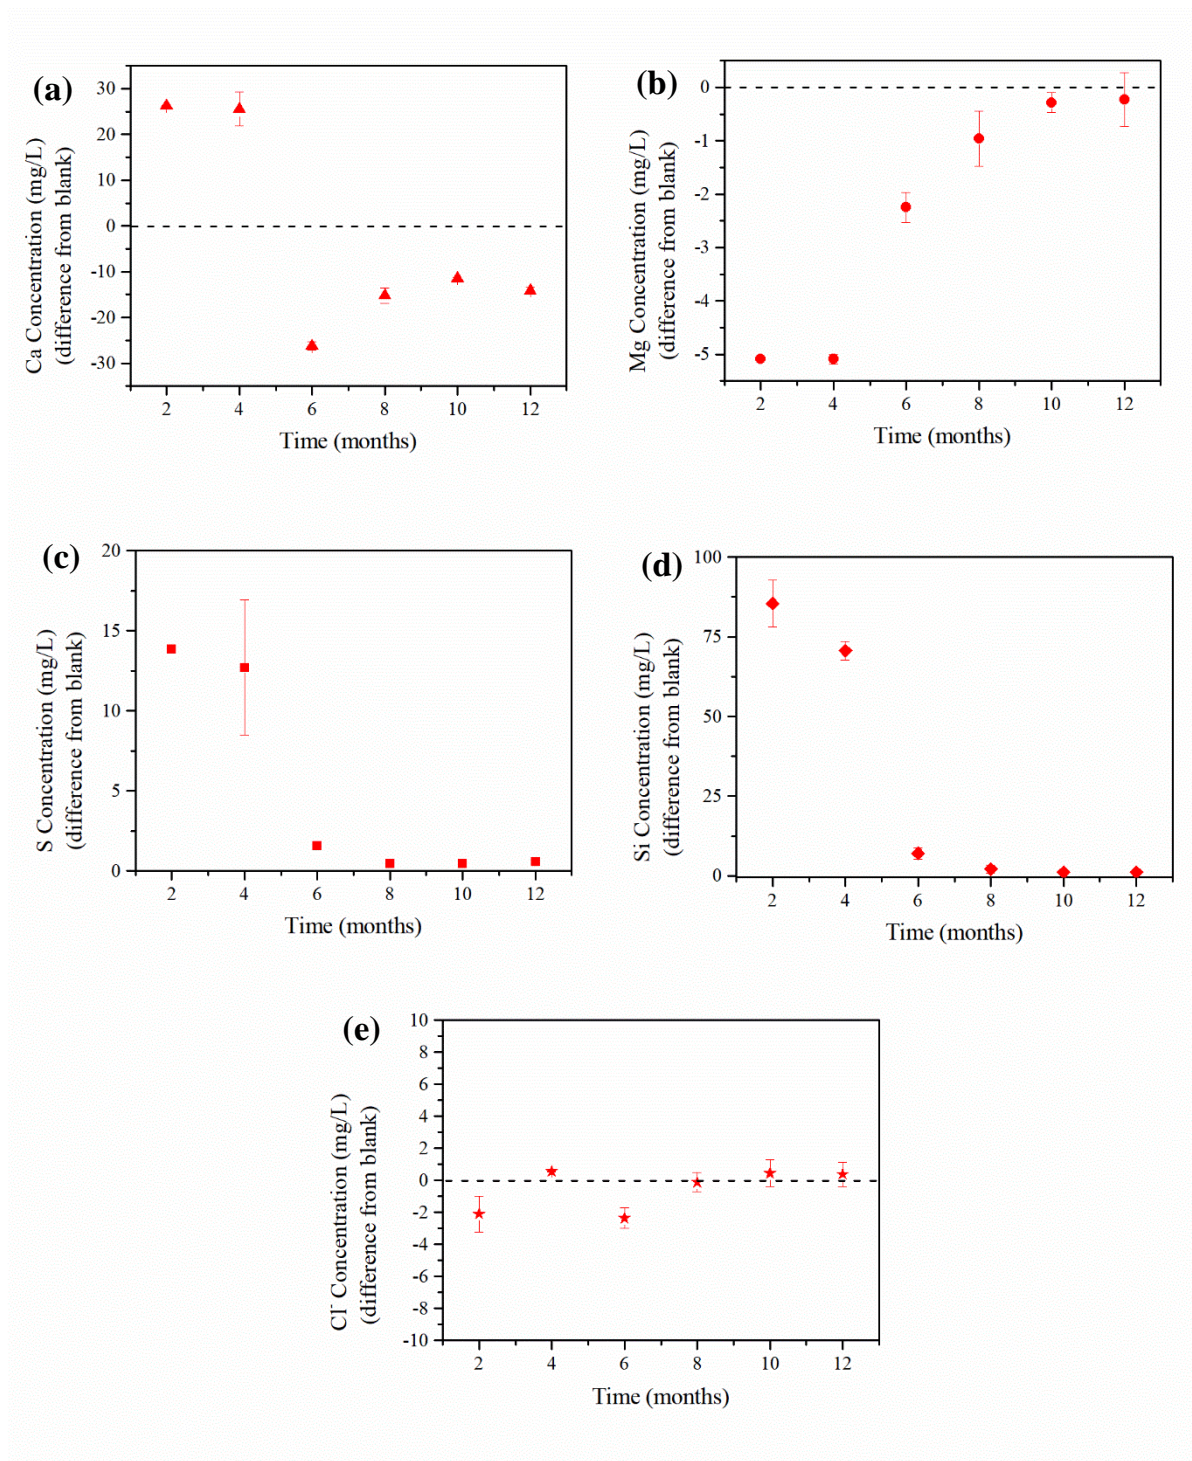 (a)
Ca Concentration (mg/L)
(difference from blank)
30
20
10
0
-10
-20
-30
2 4 6 8 10 12
Time (months)
(b)
Mg Concentration (mg/L)
(difference from blank)
0
-1
-2
-3
-4
-5
2 4 6 8 10 12
Time (months)
(c)
S Concentration (mg/L)
(difference from blank)
20
15
10
5
0
2 4 6 8 10 12
Time (months)
(d)
Si Concentration (mg/L)
(difference from blank)
100
75
50
25
0
2 4 6 8 10 12
Time (months)
(e)
Cl⁻ Concentration (mg/L)
(difference from blank)
10
8
6
4
2
0
-2
-4
-6
-8
-10
2 4 6 8 10 12
Time (months)